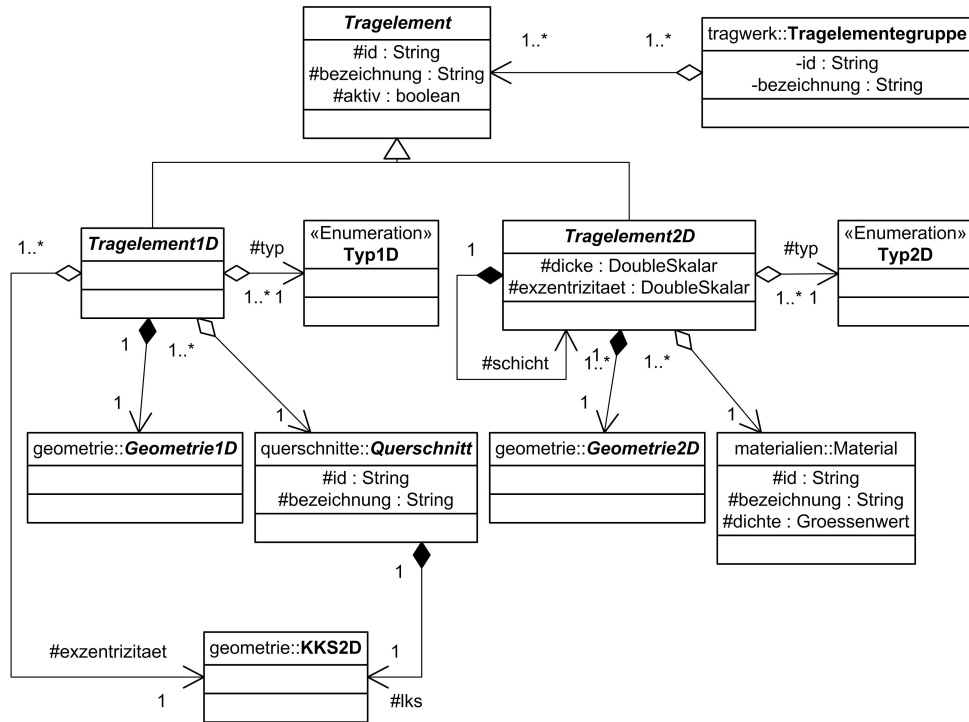 Tragelement
#id : String
#bezeichnung : String
#aktiv : boolean
1..*
1..*
tragwerk::Tragelementegruppe
-id : String
-bezeichnung : String
1..*
Tragelement1D
#typ
1..* 1
«Enumeration»
Typ1D
1
Tragelement2D
#dicke : DoubleSkalar
#exzentrizitaet : DoubleSkalar
#typ
1..* 1
«Enumeration»
Typ2D
1
1..*
#schicht
1..*
1
1..*
1
1
1
1
geometrie::Geometrie1D
querschnitte::Querschnitt
#id : String
#bezeichnung : String
geometrie::Geometrie2D
materialien::Material
#id : String
#bezeichnung : String
#dichte : Groessenwert
1
#exzentrizitaet
1
geometrie::KKS2D
1
#lks